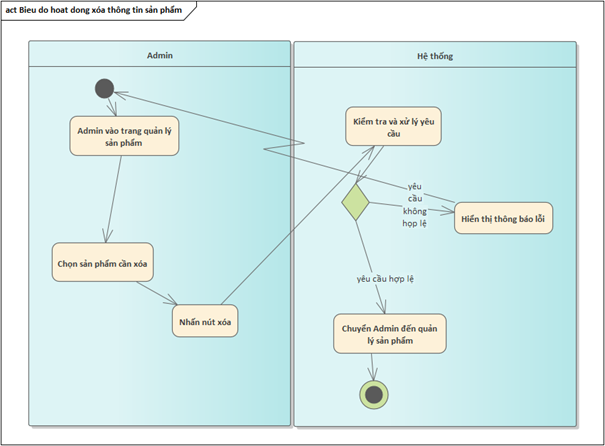 act Bieu do hoat dong xóa thông tin sản phẩm
Admin
Hệ thống
Admin vào trang quản lý
sản phẩm
Chọn sản phẩm cần xóa
Nhấn nút xóa
Kiểm tra và xử lý yêu
cầu
yêu
cầu
không
hợp lệ
Hiển thị thông báo lỗi
yêu cầu hợp lệ
Chuyển Admin đến quản
lý sản phẩm